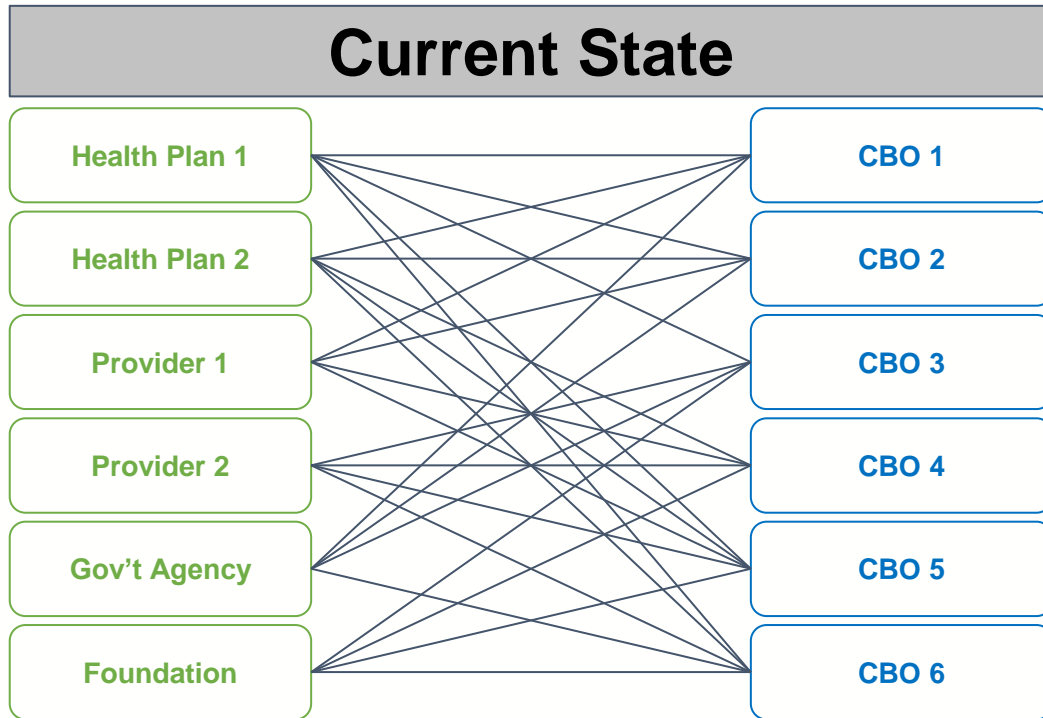 Current State
Health Plan 1
CBO 1
Health Plan 2
CBO 2
Provider 1
CBO 3
Provider 2
CBO 4
Gov’t Agency
CBO 5
Foundation
CBO 6